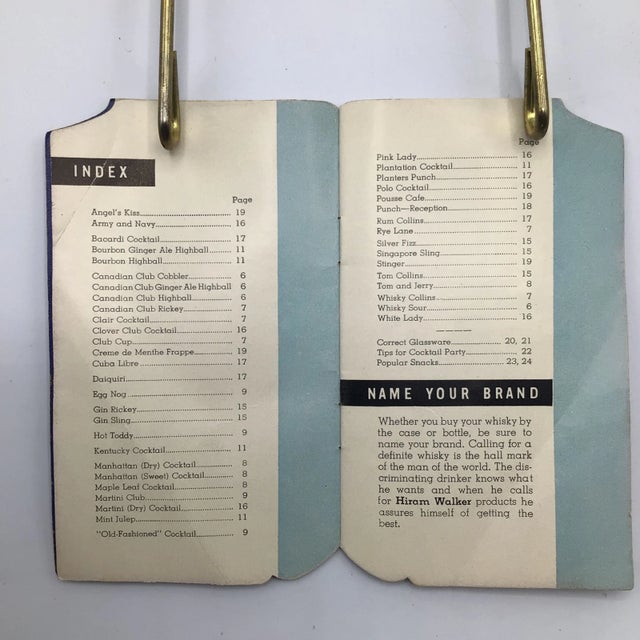 INDEX
Page
Angel's Kiss 19
Army and Navy 16
Bacardi Cocktail 17
Bourbon Ginger Ale Highball 11
Bourbon Highball 11
Canadian Club Cobbler 6
Canadian Club Ginger Ale Highball 6
Canadian Club Highball 6
Canadian Club Rickey 7
Clair Cocktail 7
Clover Club Cocktail 16
Club Cup 7
Creme de Menthe Frappe 19
Cuba Libre 17
Daiquiri 17
Egg Nog 9
Gin Rickey 15
Gin Sling 15
Hot Toddy 9
Kentucky Cocktail 11
Manhattan (Dry) Cocktail 8
Manhattan (Sweet) Cocktail 8
Maple Leaf Cocktail 8
Martini Club 9
Martini (Dry) Cocktail 16
Mint Julep 11
"Old-Fashioned" Cocktail 9
Page
Pink Lady 16
Plantation Cocktail 11
Planters Punch 17
Polo Cocktail 16
Pousse Cafe 19
Punch—Reception 18
Rum Collins 17
Rye Lane 7
Silver Fizz 15
Singapore Sling 15
Stinger 19
Tom Collins 15
Tom and Jerry 8
Whisky Collins 7
Whisky Sour 6
White Lady 16
Correct Glassware 20, 21
Tips for Cocktail Party 22
Popular Snacks 23, 24
NAME YOUR BRAND
Whether you buy your whisky by
the case or bottle, be sure to
name your brand. Calling for a
definite whisky is the hall mark
of the man of the world. The dis-
criminating drinker knows what
he wants and when he calls
for Hiram Walker products he
assures himself of getting the
best.